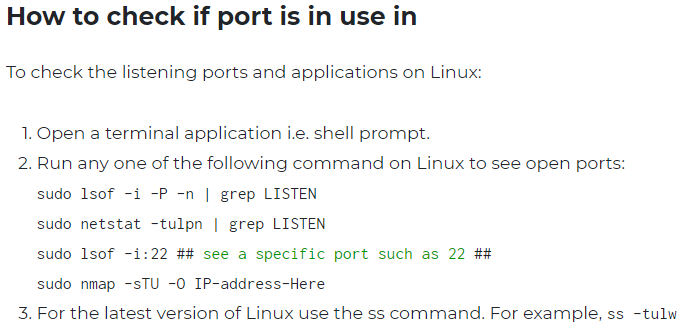 How to check if port is in use in
To check the listening ports and applications on Linux:
1. Open a terminal application i.e. shell prompt.
2. Run any one of the following command on Linux to see open ports:
sudo lsof -i -P -n | grep LISTEN
sudo netstat -tulpn | grep LISTEN
sudo lsof -i:22 ## see a specific port such as 22 ##
sudo nmap -sTU -O IP-address-Here
3. For the latest version of Linux use the ss command. For example, ss -tulw